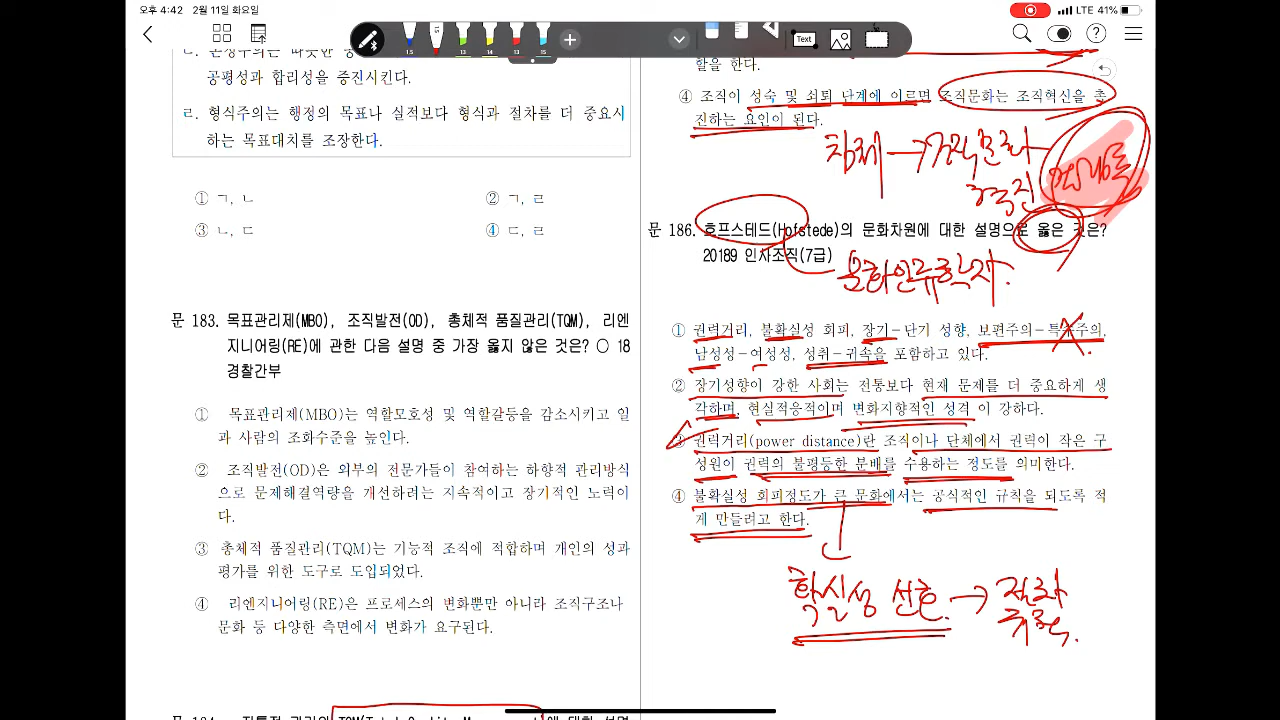 오후 4:42 2월 11일 화요일
LTE 41%
Text
공평성과 합리성을 증진시킨다.
ㄹ. 형식주의는 행정의 목표나 실적보다 형식과 절차를 더 중요시
하는 목표대치를 조장한다.
① ㄱ, ㄴ
② ㄱ, ㄹ
③ ㄴ, ㄷ
④ ㄷ, ㄹ
문 183. 목표관리제(MBO), 조직발전(OD), 총체적 품질관리(TQM), 리엔
지니어링(RE)에 관한 다음 설명 중 가장 옳지 않은 것은? ○ 18
경찰간부
① 목표관리제(MBO)는 역할모호성 및 역할갈등을 감소시키고 일
과 사람의 조화수준을 높인다.
② 조직발전(OD)은 외부의 전문가들이 참여하는 하향적 관리방식
으로 문제해결역량을 개선하려는 지속적이고 장기적인 노력이
다.
③ 총체적 품질관리(TQM)는 기능적 조직에 적합하며 개인의 성과
평가를 위한 도구로 도입되었다.
④ 리엔지니어링(RE)은 프로세스의 변화뿐만 아니라 조직구조나
문화 등 다양한 측면에서 변화가 요구된다.
할을 한다.
④ 조직이 성숙 및 쇠퇴 단계에 이르면 조직문화는 조직혁신을 촉
진하는 요인이 된다.
침체 → 경직문화
문 186. 호프스테드(Hofstede)의 문화차원에 대한 설명으로 옳은 것은?
20189 인사조직(7급)
문화인류학자.
① 권력거리, 불확실성 회피, 장기-단기 성향, 보편주의-특수주의,
남성성-여성성, 성취-귀속을 포함하고 있다.
② 장기성향이 강한 사회는 전통보다 현재 문제를 더 중요하게 생
각하며, 현실적응적이며 변화지향적인 성격 이 강하다.
③ 권력거리(power distance)란 조직이나 단체에서 권력이 작은 구
성원이 권력의 불평등한 분배를 수용하는 정도를 의미한다.
④ 불확실성 회피정도가 큰 문화에서는 공식적인 규칙을 되도록 적
게 만들려고 한다.
확실성 선호 → 절차
규칙.